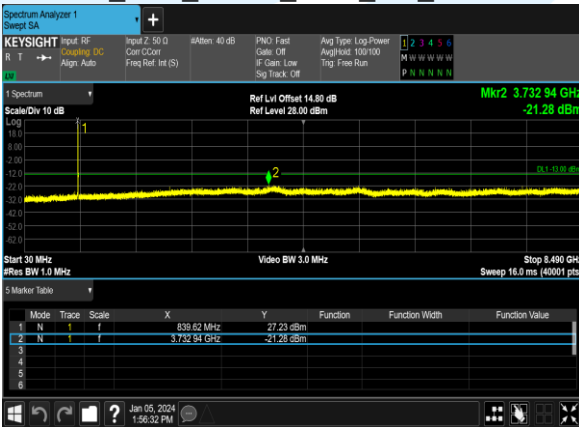 Spectrum Analyzer 1
Swept SA
KEYSIGHT Input: RF Input Z: 50 Ω #Atten: 40 dB PNO: Fast Avg Type: Log-Power 1 2 3 4 5 6
R T Coupling: DC Corr CCorr Gate: Off Avg|Hold: 100/100 M W W W W W
Align: Auto Freq Ref: Int (S) IF Gain: Low Trig: Free Run
Sig Track: Off P N N N N N
LV
1 Spectrum Ref Lvl Offset 14.80 dB Mkr2 3.732 94 GHz
Scale/Div 10 dB Ref Level 28.00 dBm -21.28 dBm
Log
18.0
8.00
-2.00
-12.0
-22.0
-32.0
-42.0
-52.0
-62.0
1
2
DL1 -13.00 dBm
Start 30 MHz Video BW 3.0 MHz Stop 8.490 GHz
#Res BW 1.0 MHz Sweep 16.0 ms (40001 pts
5 Marker Table
Mode Trace Scale X Y Function Function Width Function Value
1 N 1 f 839.62 MHz 27.23 dBm
2 N 1 f 3.732 94 GHz -21.28 dBm
3
4
5
6
Jan 05, 2024
1:56:32 PM